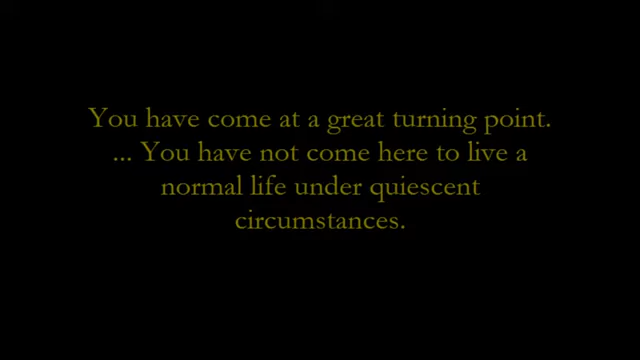 You have come at a great turning point.
... You have not come here to live a
normal life under quiescent
circumstances.